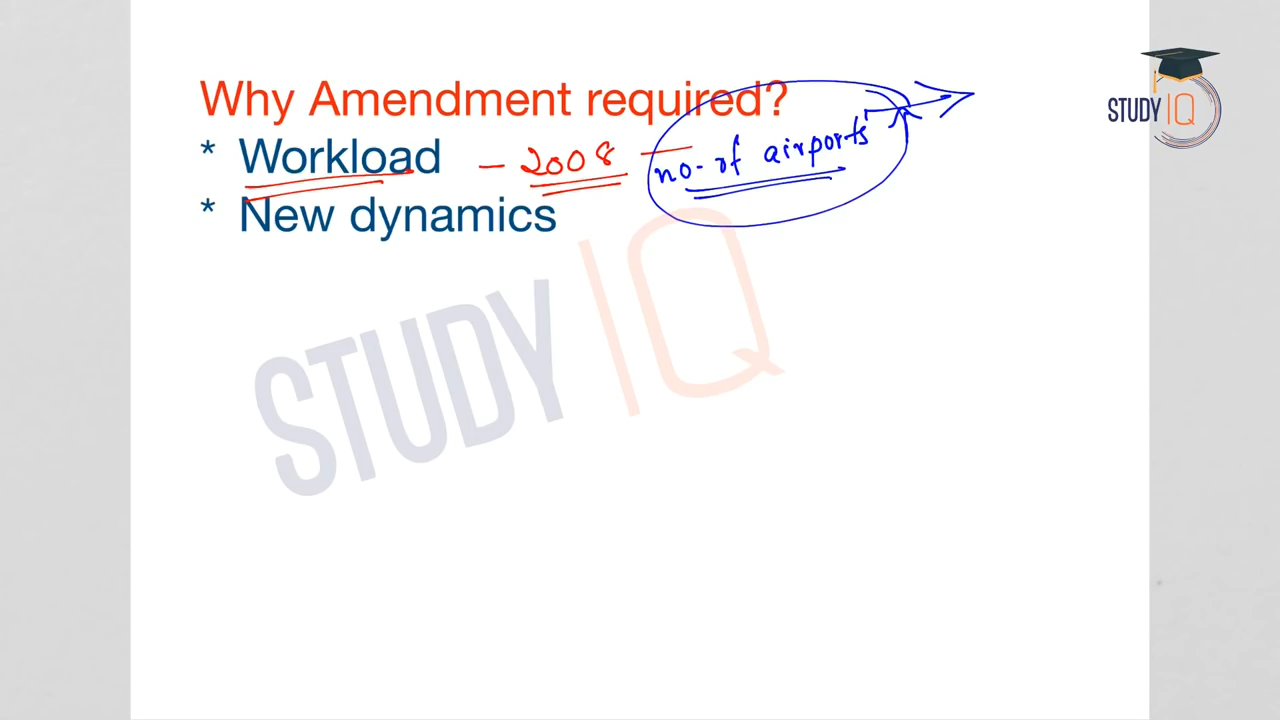 Why Amendment required?
* Workload - 2008 - no. of airports
* New dynamics
STUDY IQ
STUDY IQ